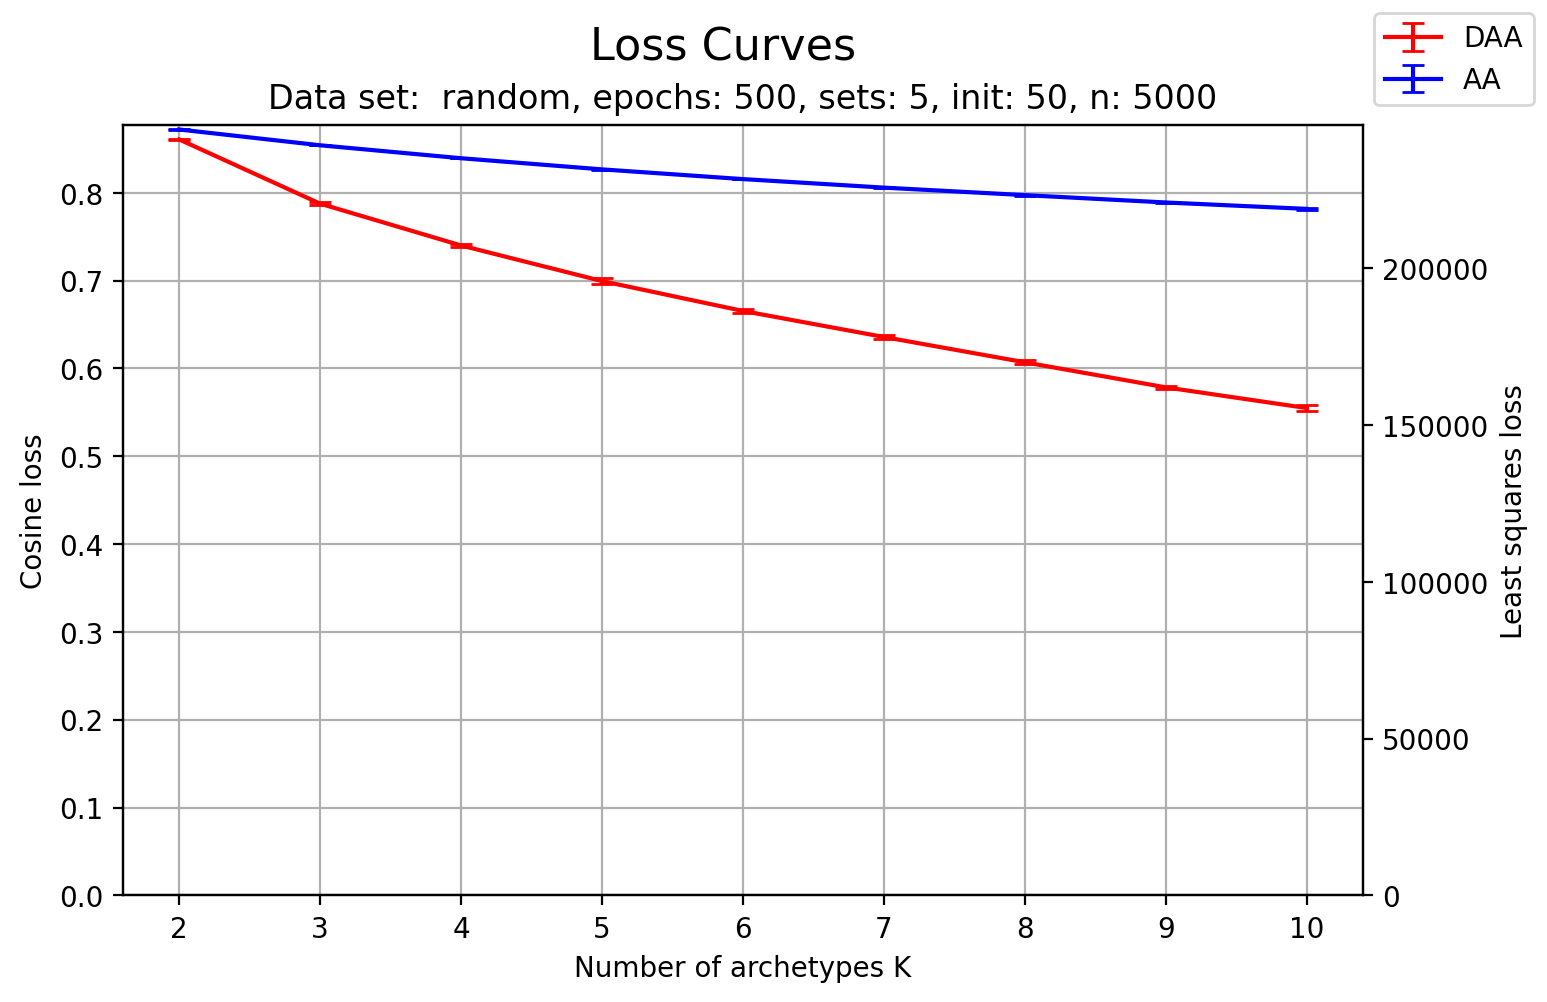 Loss Curves
Data set:  random, epochs: 500, sets: 5, init: 50, n: 5000
DAA
AA
Cosine loss
0.8
0.7
0.6
0.5
0.4
0.3
0.2
0.1
0.0
200000
150000
100000
50000
0
Least squares loss
2 3 4 5 6 7 8 9 10
Number of archetypes K